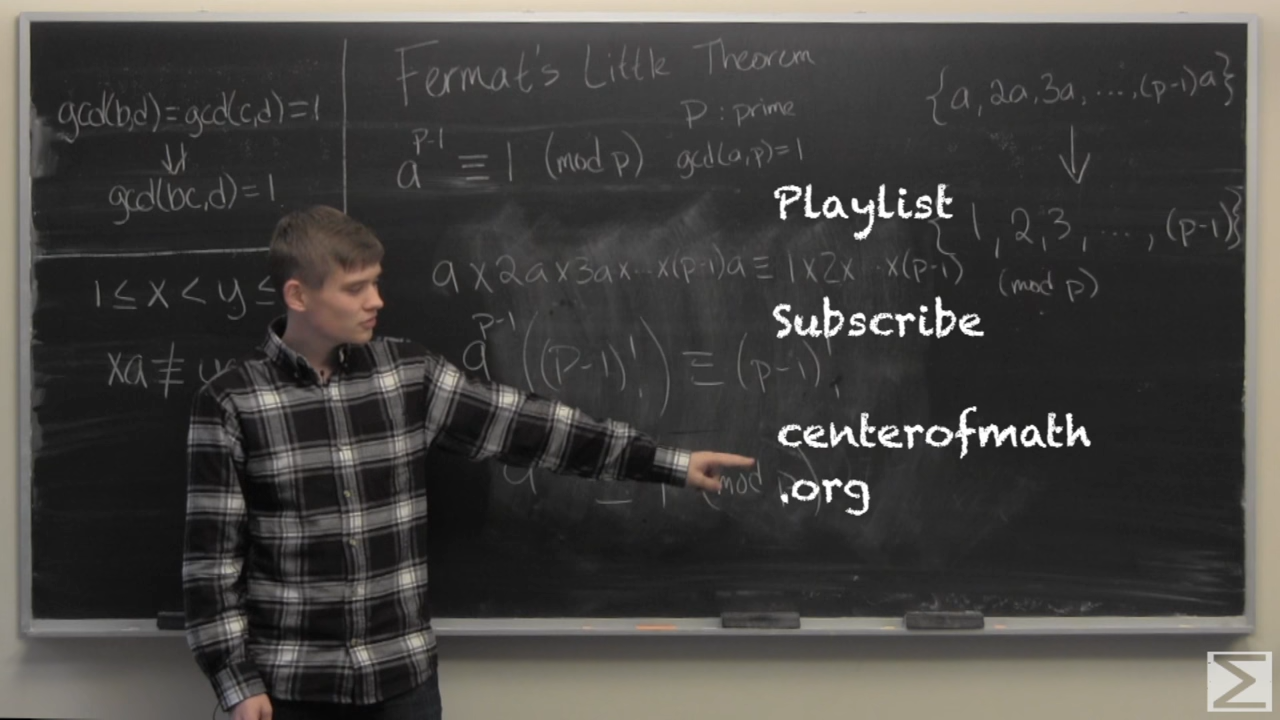 Fermat's Little Theorem
p : prime
a^{p-1} ≡ 1 (mod p) gcd(a,p)=1
gcd(b,d)=gcd(c,d)=1
⇓
gcd(bc,d)=1
1 ≤ x < y ≤
xa ≢
a×2a×3a×...×(p-1)a ≡ 1×2×...×(p-1)
a^{p-1} ((p-1)!) ≡ (p-1)!
≡ 1 (mod
{a, 2a, 3a, ..., (p-1)a}
↓
{1, 2, 3, ..., (p-1)}
(mod p)
Playlist
Subscribe
centerofmath
.org